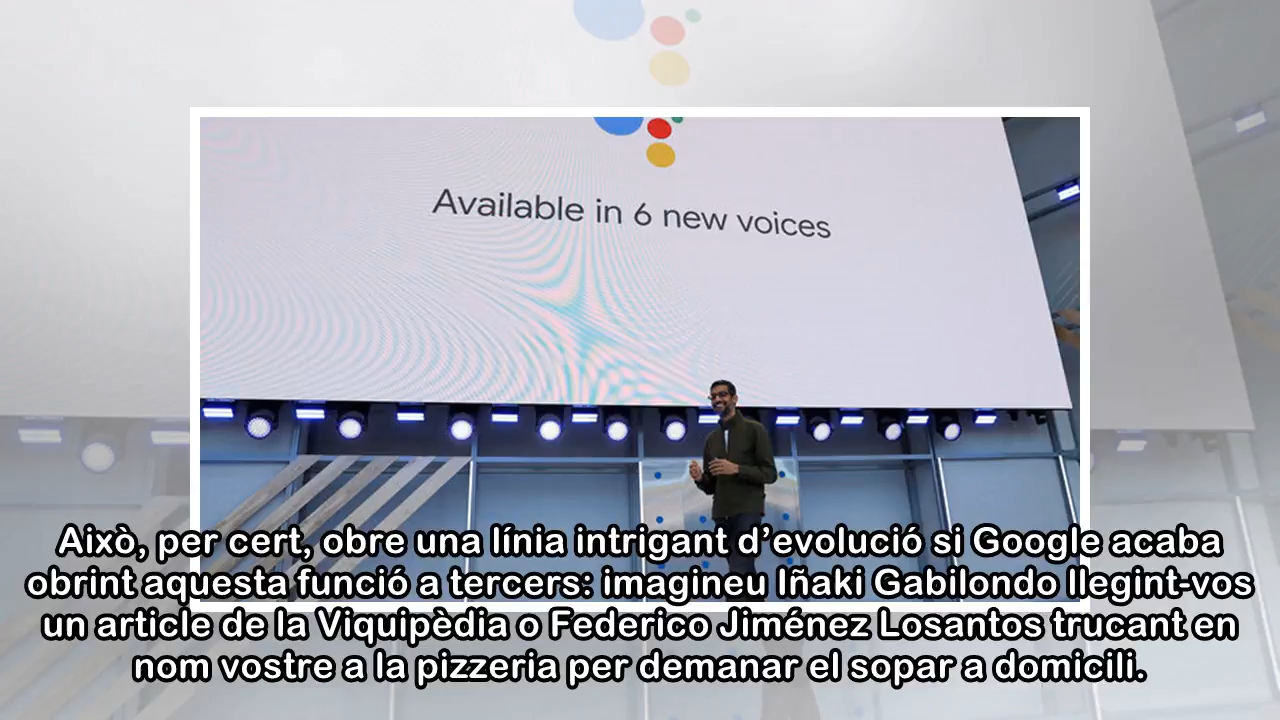 Available in 6 new voices
Això, per cert, obre una línia intrigant d’evolució si Google acaba
obrint aquesta funció a tercers: imagineu Iñaki Gabilondo llegint-vos
un article de la Viquipèdia o Federico Jiménez Losantos trucant en
nom vostre a la pizzeria per demanar el sopar a domicili.